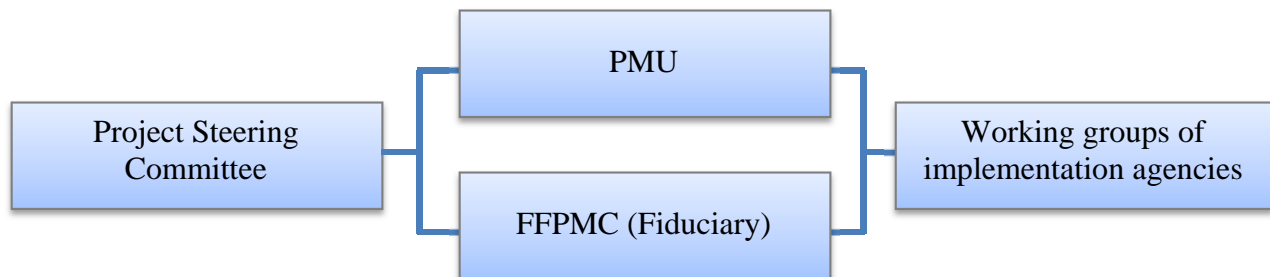 PMU
Project Steering
Committee
Working groups of
implementation agencies
FFPMC (Fiduciary)